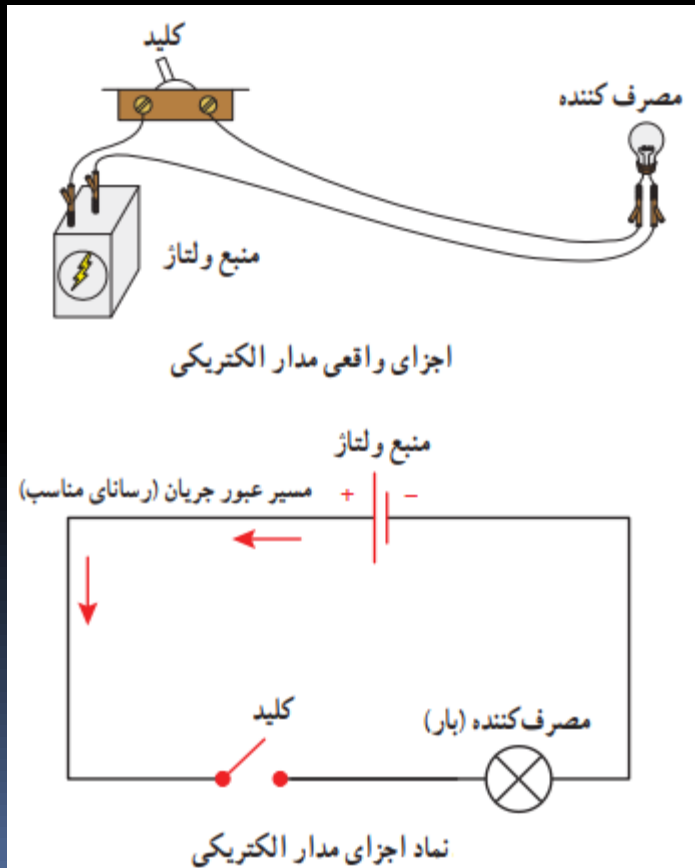 کلید
مصرف کننده
منبع ولتاژ
اجزای واقعی مدار الکتریکی
منبع ولتاژ
مسیر عبور جریان (رسانای مناسب)
+ −
کلید
مصرف‌کننده (بار)
نماد اجزای مدار الکتریکی